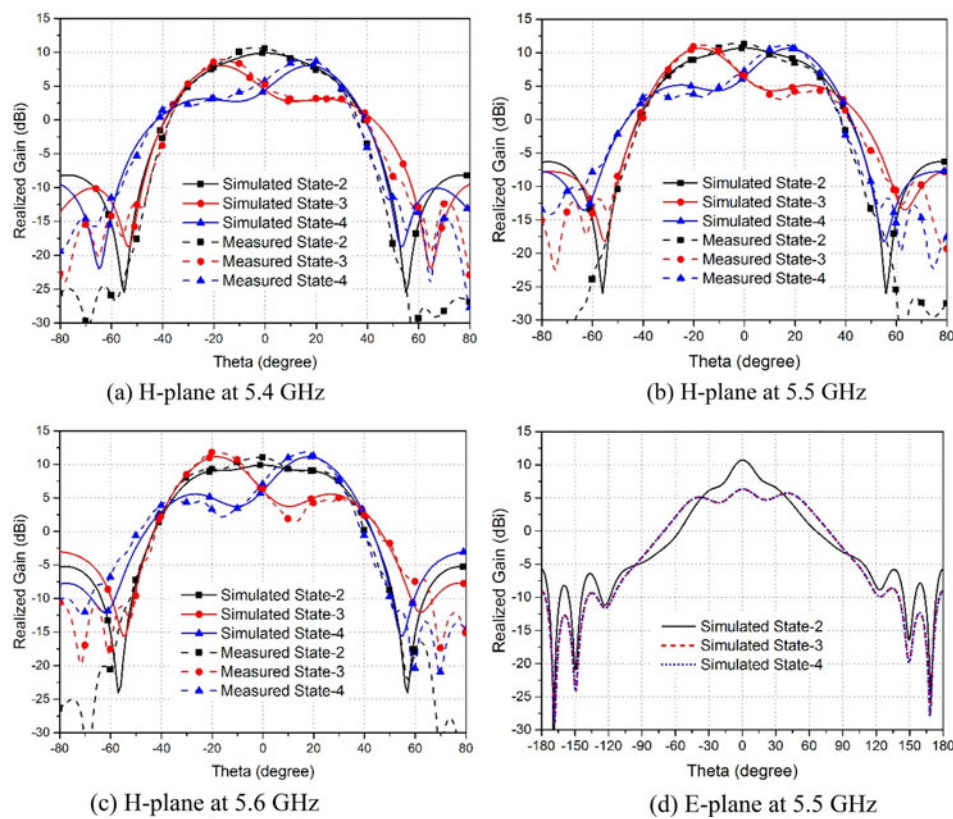 15
10
5
0
-5
-10
-15
-20
-25
-30
Realized Gain (dBi)
Simulated State-2
Simulated State-3
Simulated State-4
Measured State-2
Measured State-3
Measured State-4
-80 -60 -40 -20 0 20 40 60 80
Theta (degree)
(a) H-plane at 5.4 GHz
15
10
5
0
-5
-10
-15
-20
-25
-30
Realized Gain (dBi)
Simulated State-2
Simulated State-3
Simulated State-4
Measured State-2
Measured State-3
Measured State-4
-80 -60 -40 -20 0 20 40 60 80
Theta (degree)
(b) H-plane at 5.5 GHz
15
10
5
0
-5
-10
-15
-20
-25
-30
Realized Gain (dBi)
Simulated State-2
Simulated State-3
Simulated State-4
Measured State-2
Measured State-3
Measured State-4
-80 -60 -40 -20 0 20 40 60 80
Theta (degree)
(c) H-plane at 5.6 GHz
15
10
5
0
-5
-10
-15
-20
-25
-30
Realized Gain (dBi)
Simulated State-2
Simulated State-3
Simulated State-4
-180 -150 -120 -90 -60 -30 0 30 60 90 120 150 180
Theta (degree)
(d) E-plane at 5.5 GHz